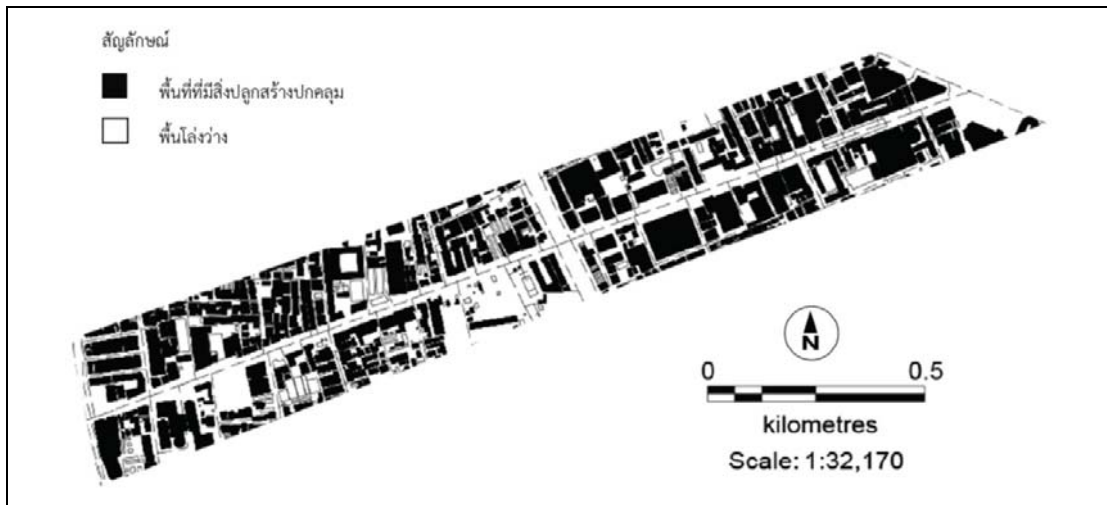 สัญลักษณ์
พื้นที่ที่มีสิ่งปลูกสร้างปกคลุม
พื้นโล่งว่าง
N
0 0.5
kilometres
Scale: 1:32,170